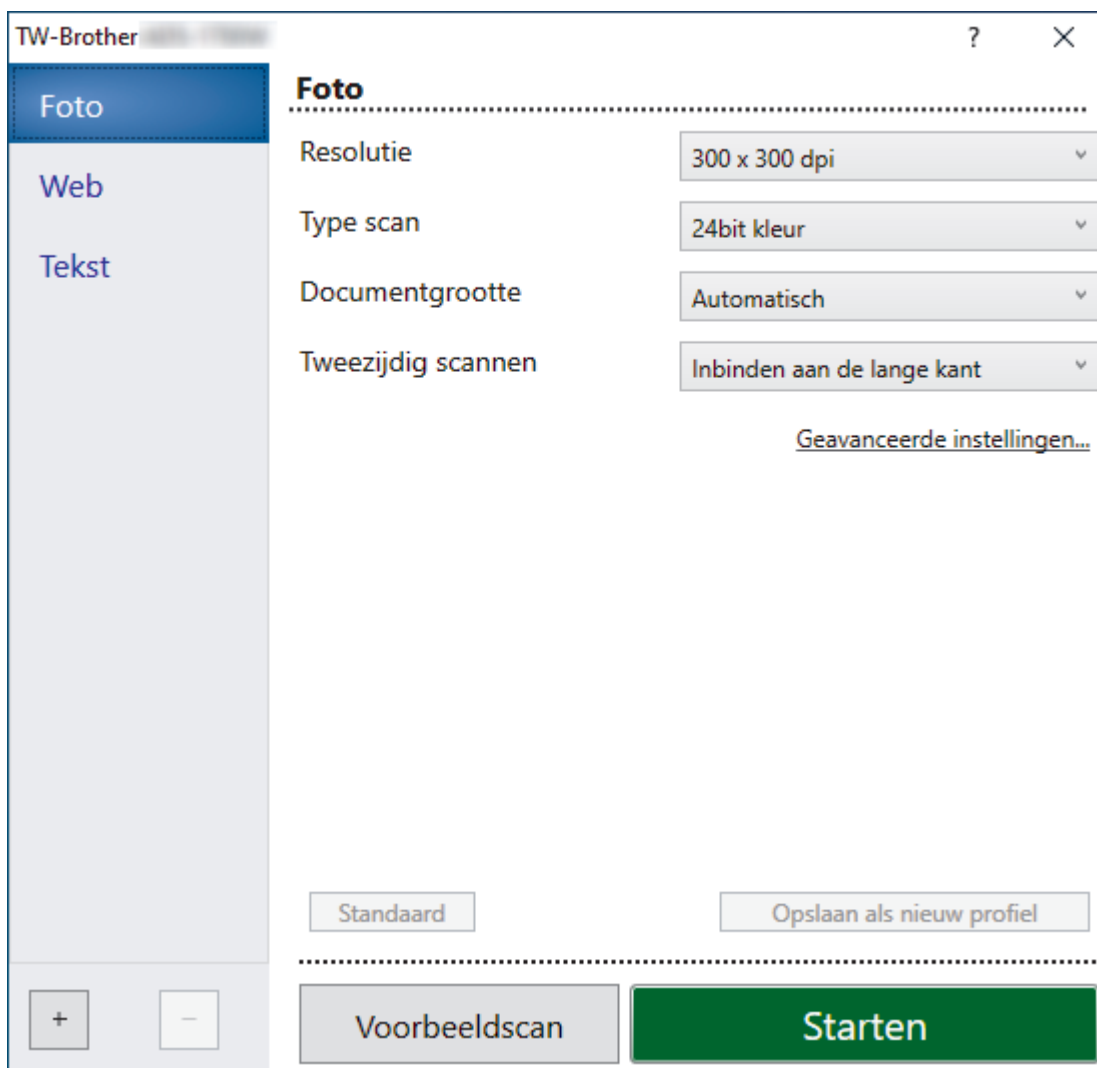 TW-Brother
?
Foto
Web
Tekst
Foto
Resolutie
300 x 300 dpi
Type scan
24bit kleur
Documentgrootte
Automatisch
Tweezijdig scannen
Inbinden aan de lange kant
Geavanceerde instellingen...
Standaard
Opslaan als nieuw profiel
+
−
Voorbeeldscan
Starten